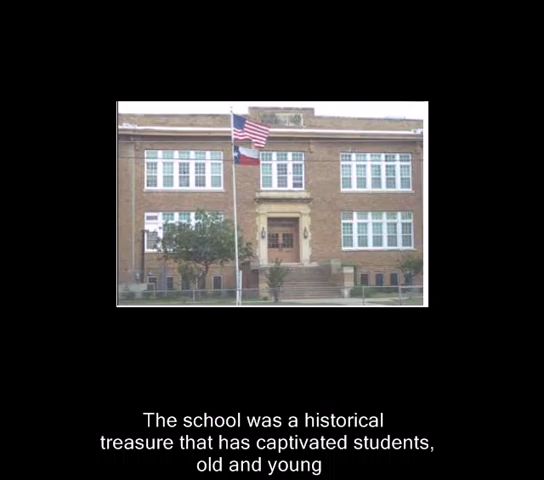 The school was a historical
treasure that has captivated students,
old and young